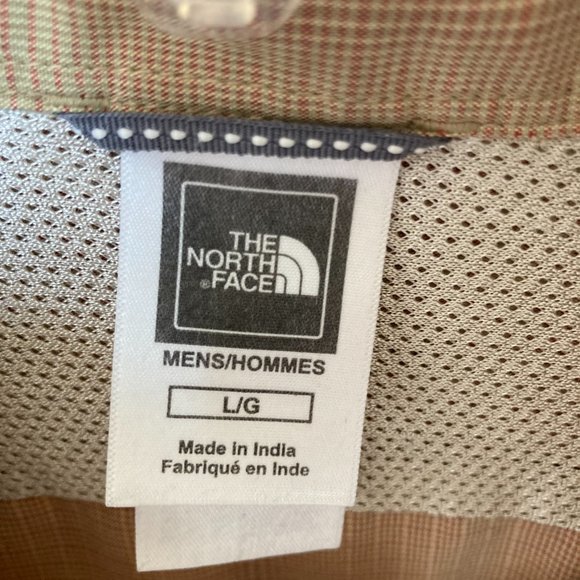 THE
NORTH
®FACE
MENS/HOMMES
L/G
Made in India
Fabriqué en Inde